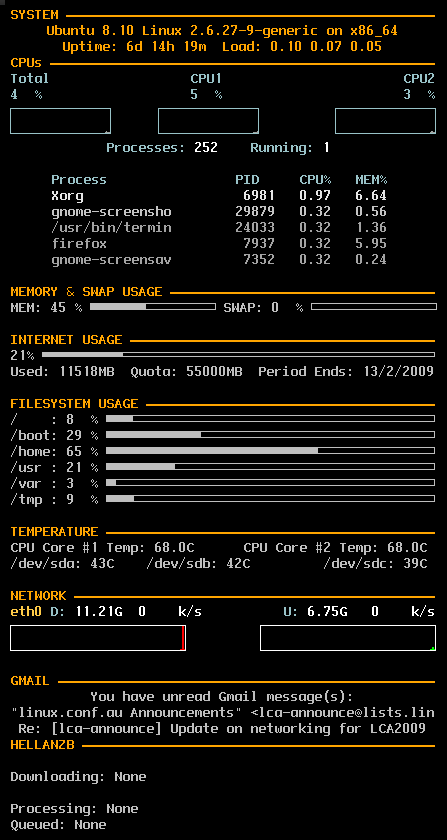 SYSTEM
Ubuntu 8.10 Linux 2.6.27-9-generic on x86_64
Uptime: 6d 14h 19m  Load: 0.10 0.07 0.05
CPUs
Total CPU1 CPU2
4 % 5 % 3 %
Processes: 252 Running: 1
Process PID CPU% MEM%
Xorg 6981 0.97 6.64
gnome-screensho 29879 0.32 0.56
/usr/bin/termin 24033 0.32 1.36
firefox 7937 0.32 5.95
gnome-screensav 7352 0.32 0.24
MEMORY & SWAP USAGE
MEM: 45 % SWAP: 0 %
INTERNET USAGE
21%
Used: 11518MB Quota: 55000MB Period Ends: 13/2/2009
FILESYSTEM USAGE
/ : 8 %
/boot: 29 %
/home: 65 %
/usr : 21 %
/var : 3 %
/tmp : 9 %
TEMPERATURE
CPU Core #1 Temp: 68.0C CPU Core #2 Temp: 68.0C
/dev/sda: 43C /dev/sdb: 42C /dev/sdc: 39C
NETWORK
eth0 D: 11.21G 0 k/s U: 6.75G 0 k/s
GMAIL
You have unread Gmail message(s):
"linux.conf.au Announcements" <lca-announce@lists.lin
Re: [lca-announce] Update on networking for LCA2009
HELLANZB
Downloading: None
Processing: None
Queued: None